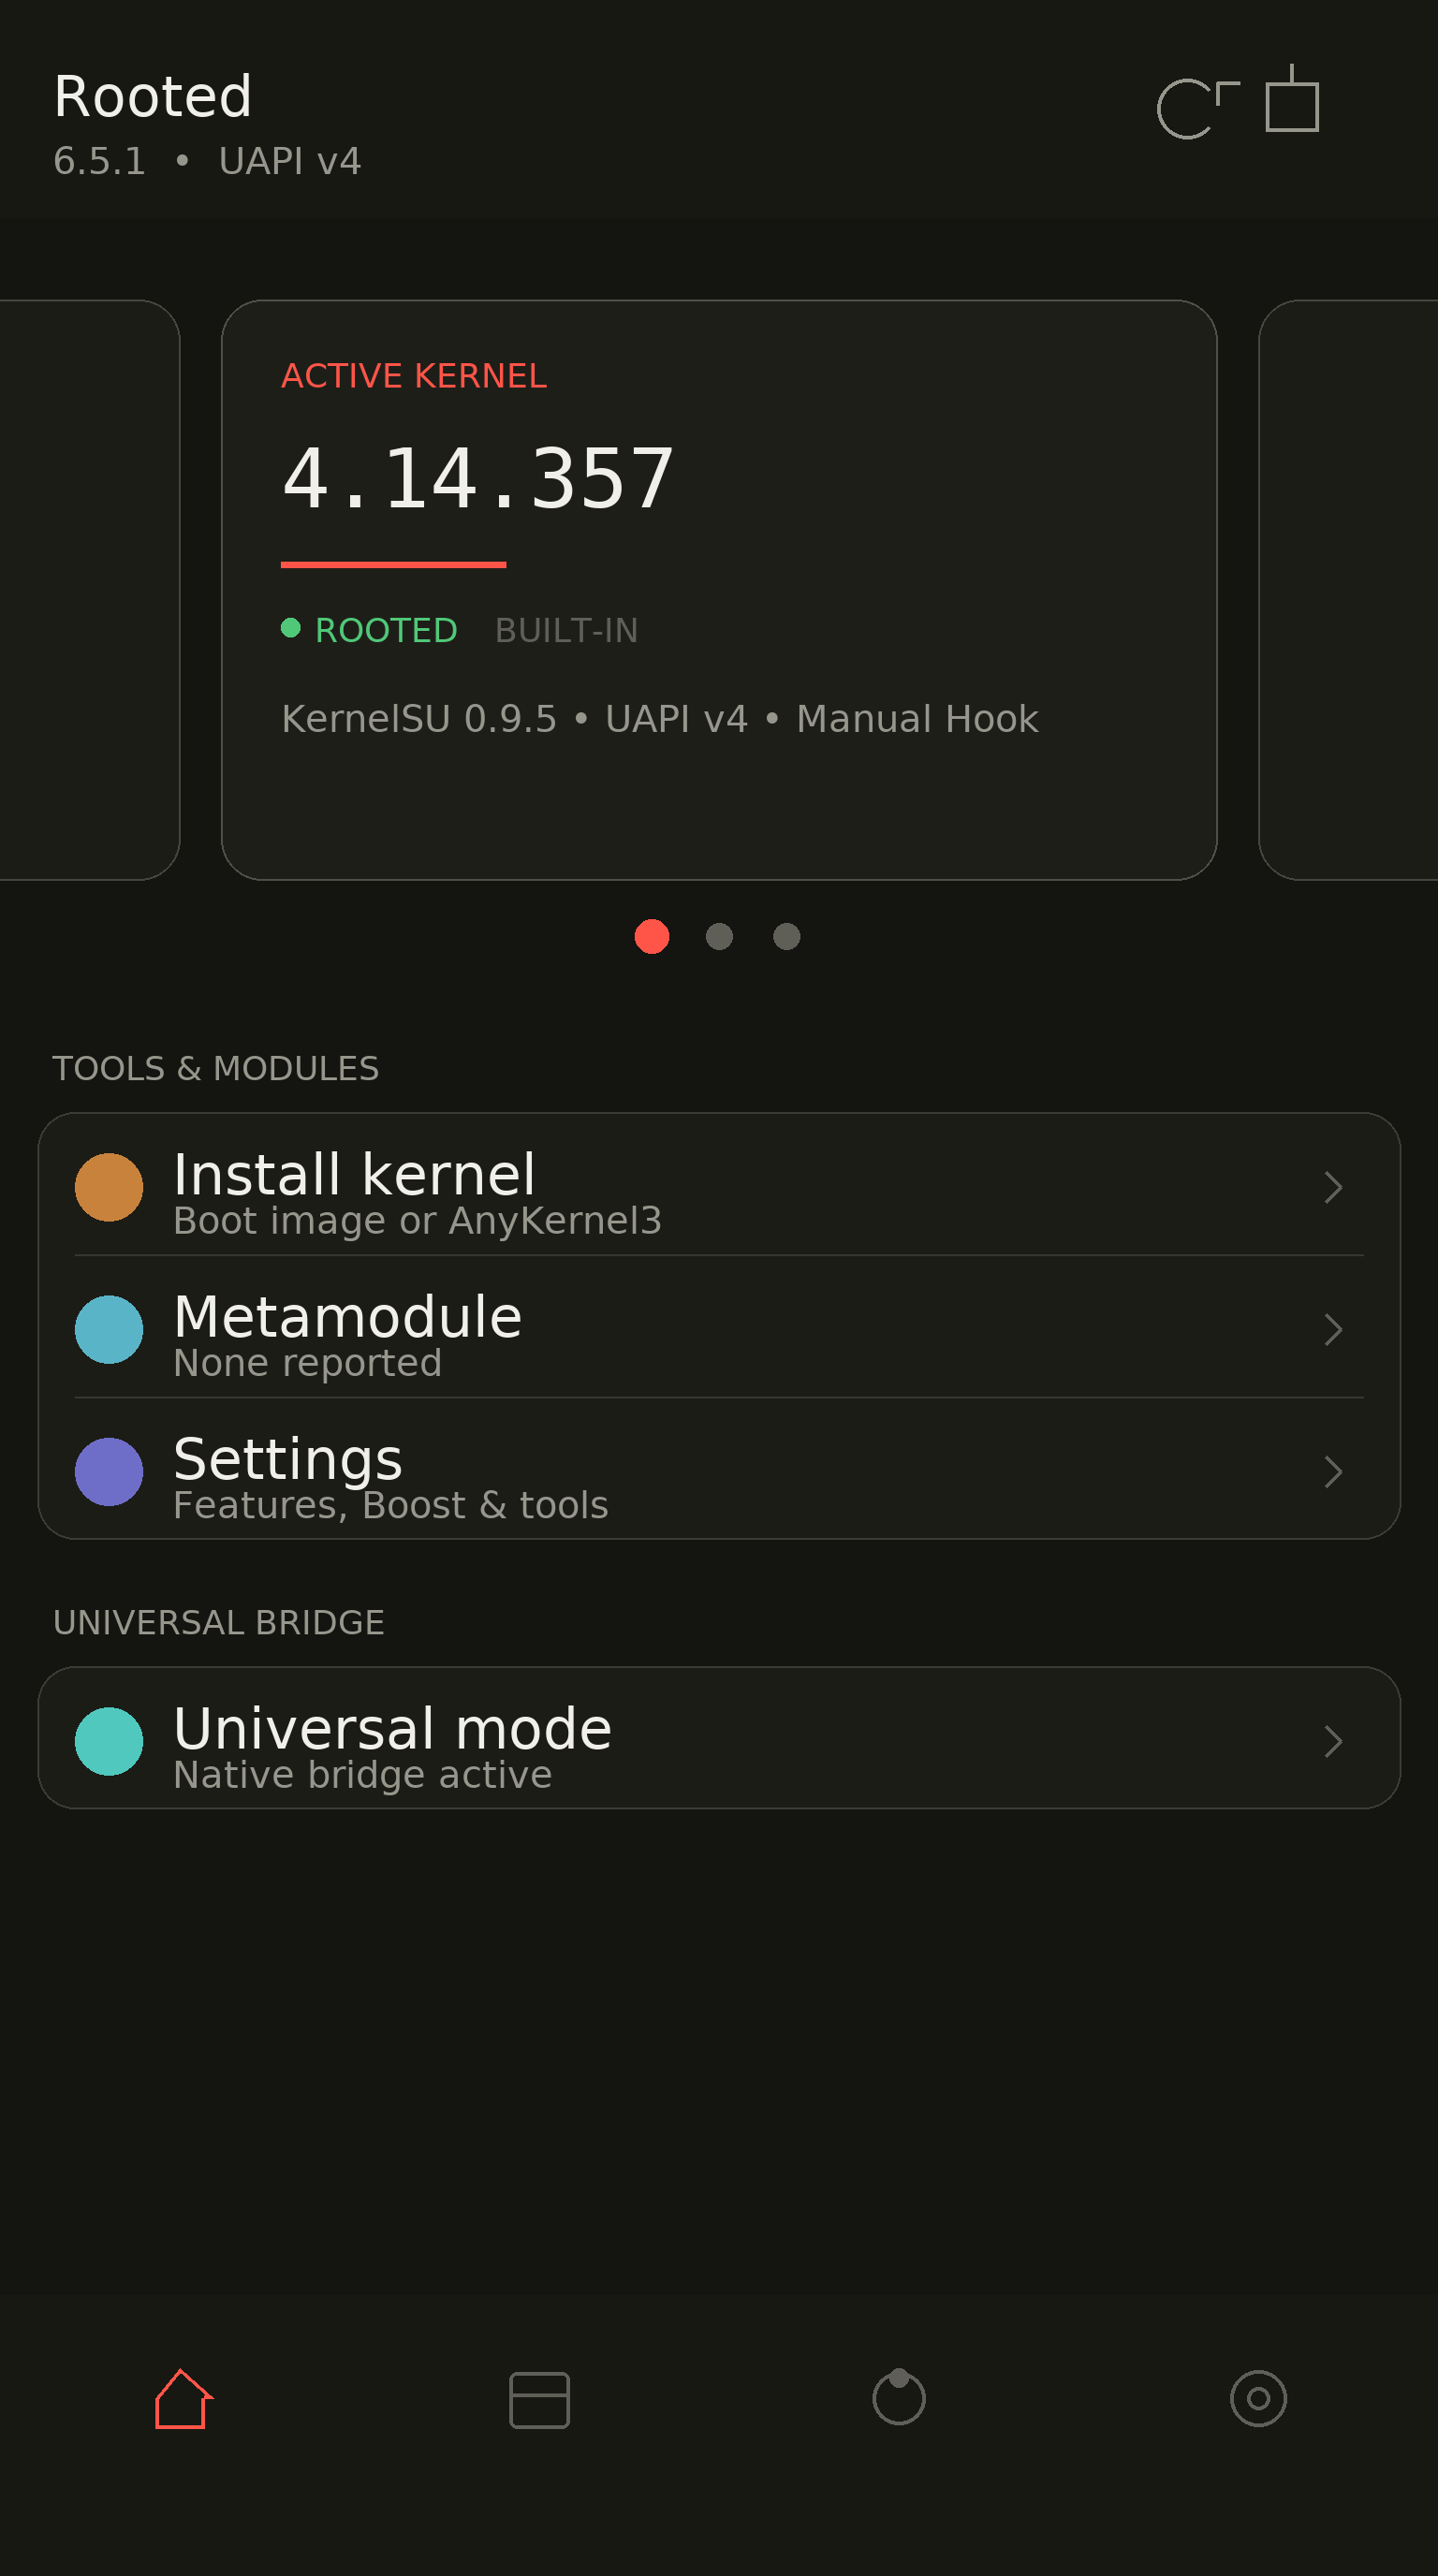 Rooted
6.5.1 • UAPI v4
ACTIVE KERNEL
4.14.357
ROOTED BUILT-IN
KernelSU 0.9.5 • UAPI v4 • Manual Hook
TOOLS & MODULES
Install kernel
Boot image or AnyKernel3
Metamodule
None reported
Settings
Features, Boost & tools
UNIVERSAL BRIDGE
Universal mode
Native bridge active